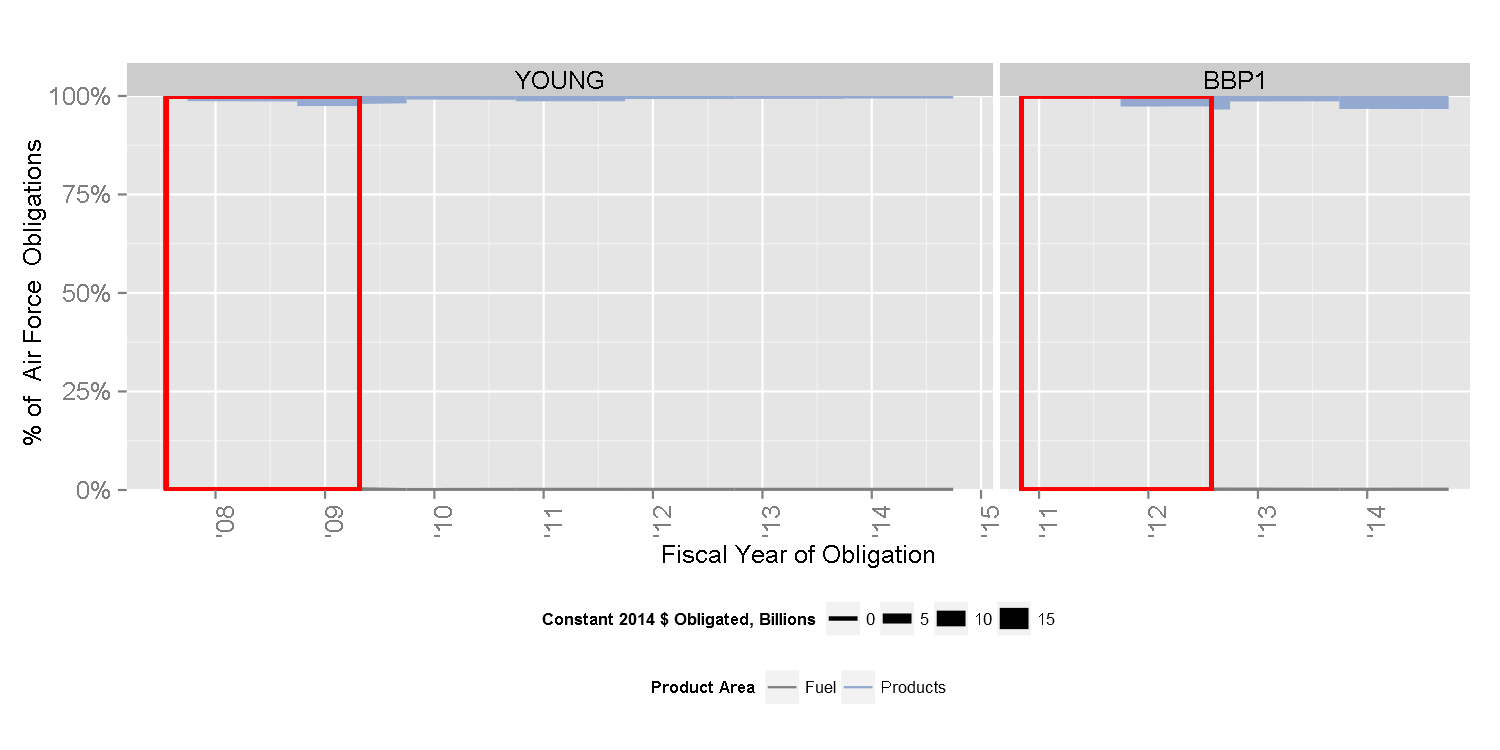 YOUNG BBP1
100%
75%
50%
25%
0%
% of Air Force Obligations
'08 '09 '10 '11 '12 '13 '14 '15 '11 '12 '13 '14
Fiscal Year of Obligation
Constant 2014 $ Obligated, Billions 0 5 10 15
Product Area Fuel Products